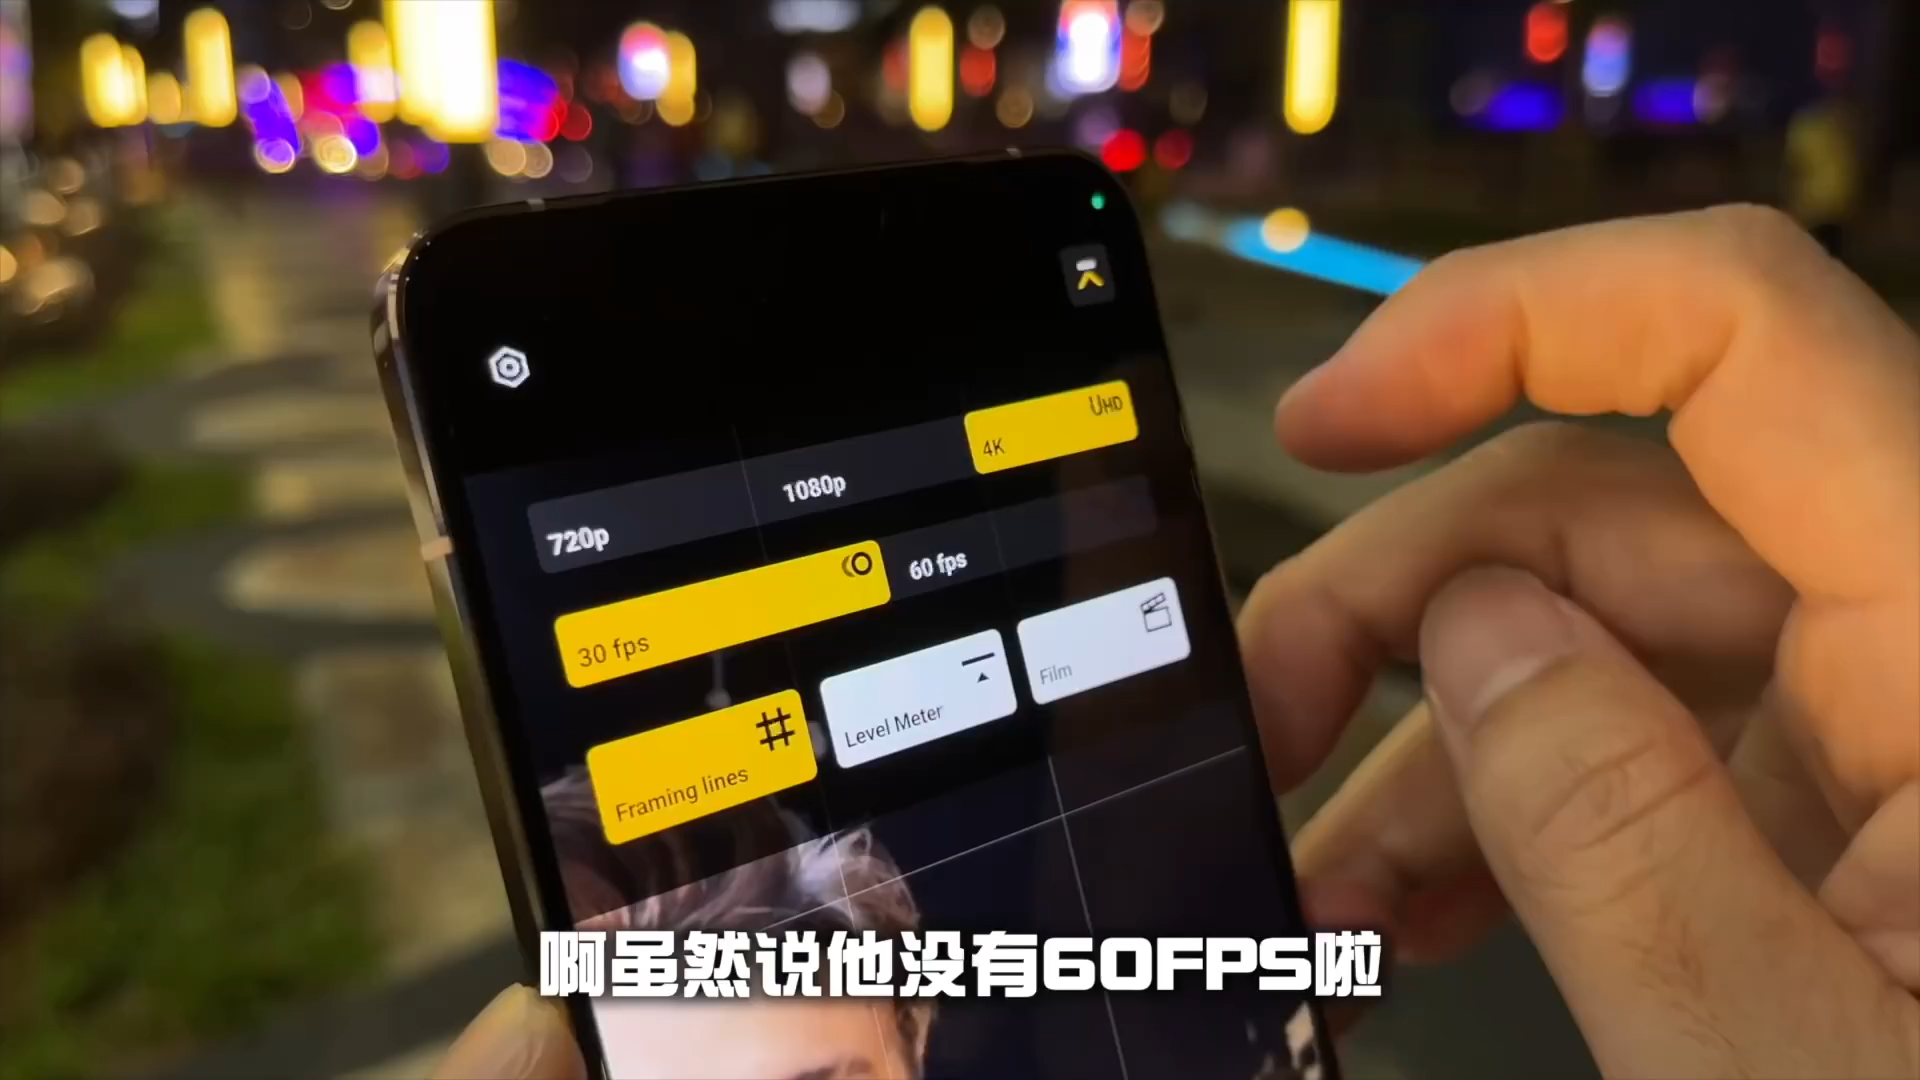 UHD
4K
1080p
720p
60 fps
30 fps
Film
Level Meter
Framing lines
啊虽然说他没有60FPS啦